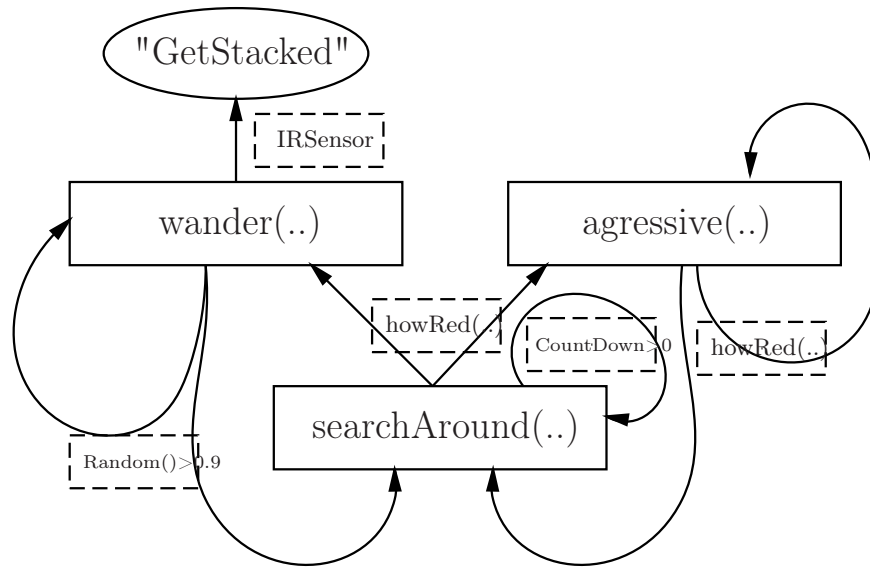 "GetStacked"
IRSensor
wander(..)
agressive(..)
howRed(..)
CountDown>0
howRed(..)
searchAround(..)
Random()>0.9